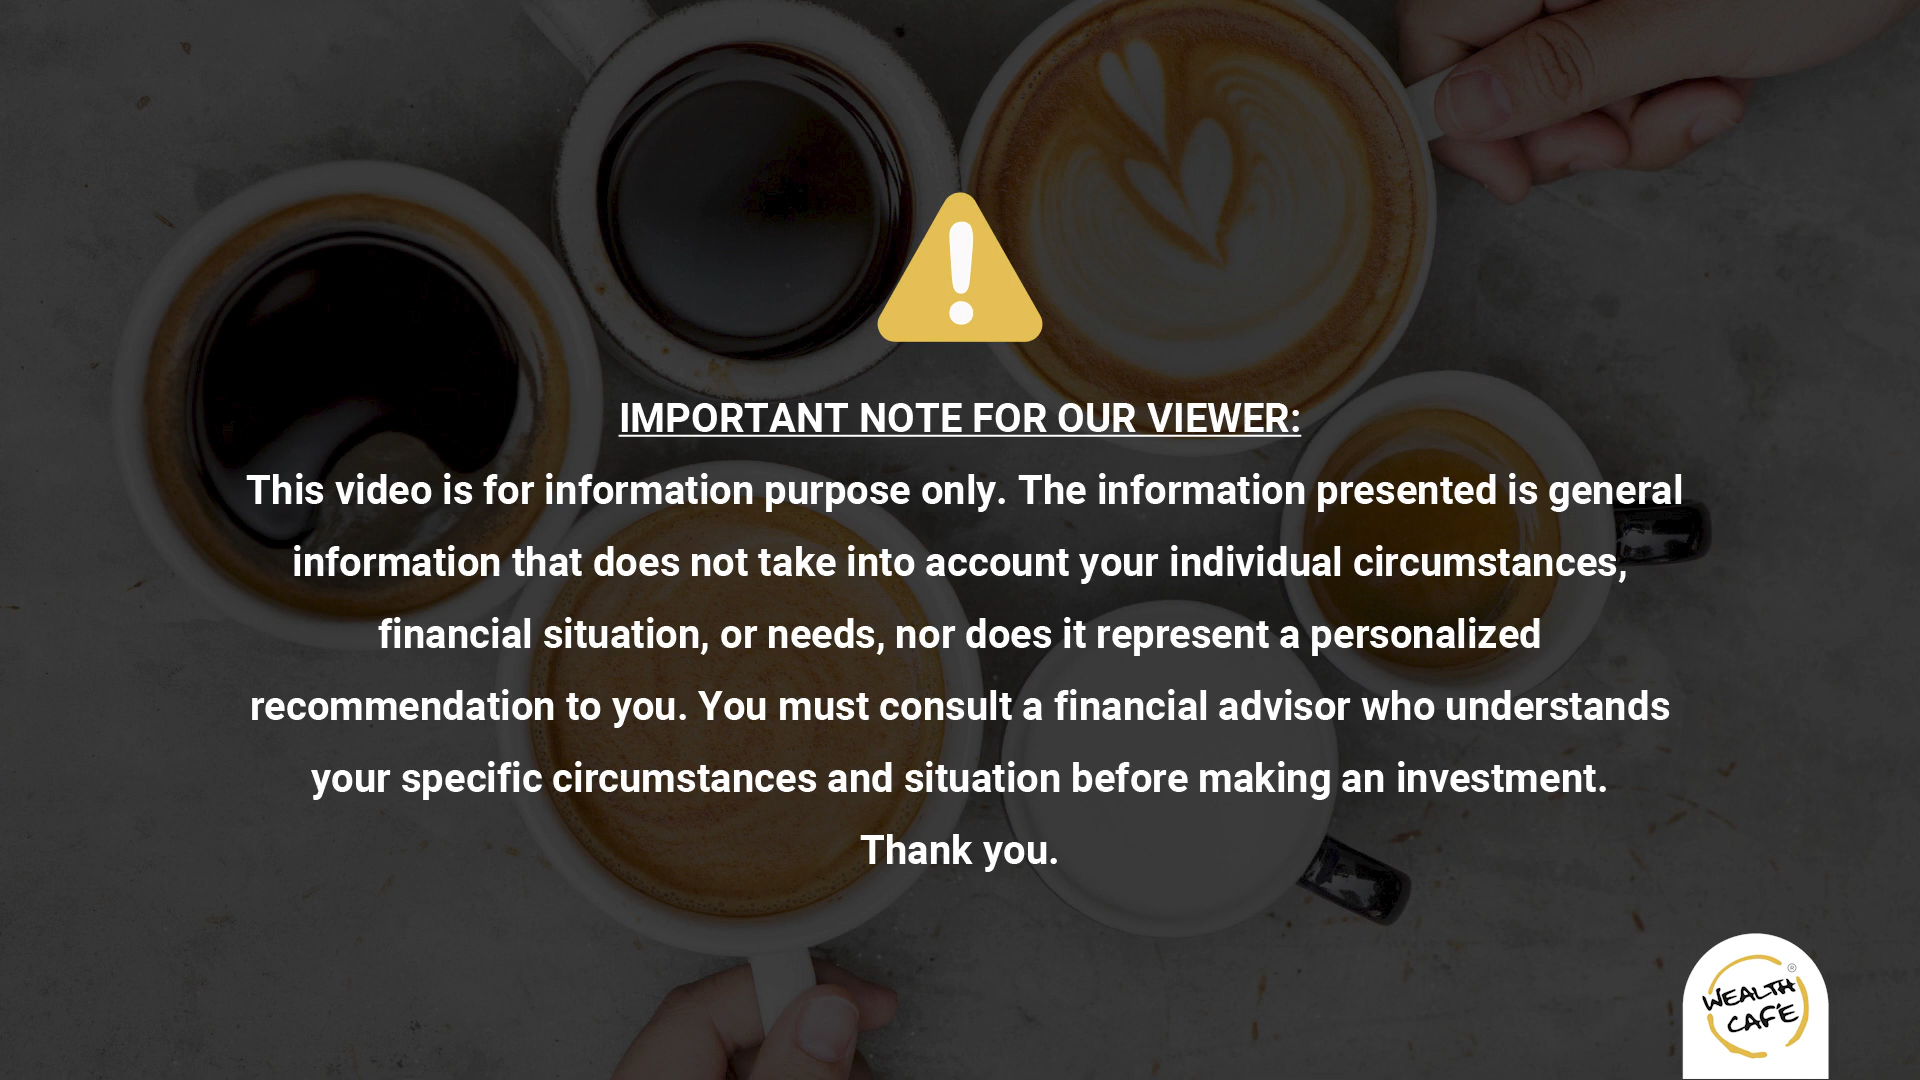 IMPORTANT NOTE FOR OUR VIEWER:
This video is for information purpose only. The information presented is general
information that does not take into account your individual circumstances,
financial situation, or needs, nor does it represent a personalized
recommendation to you. You must consult a financial advisor who understands
your specific circumstances and situation before making an investment.
Thank you.
®
WEALTH
CAFE